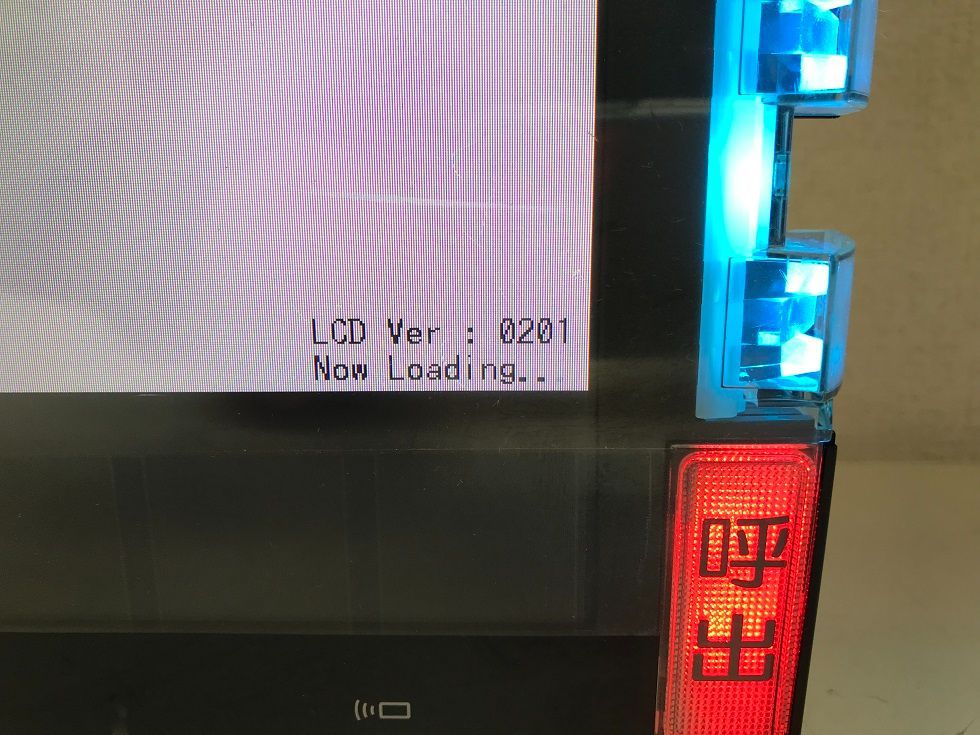 LCD Ver : 0201
Now Loading..
呼出